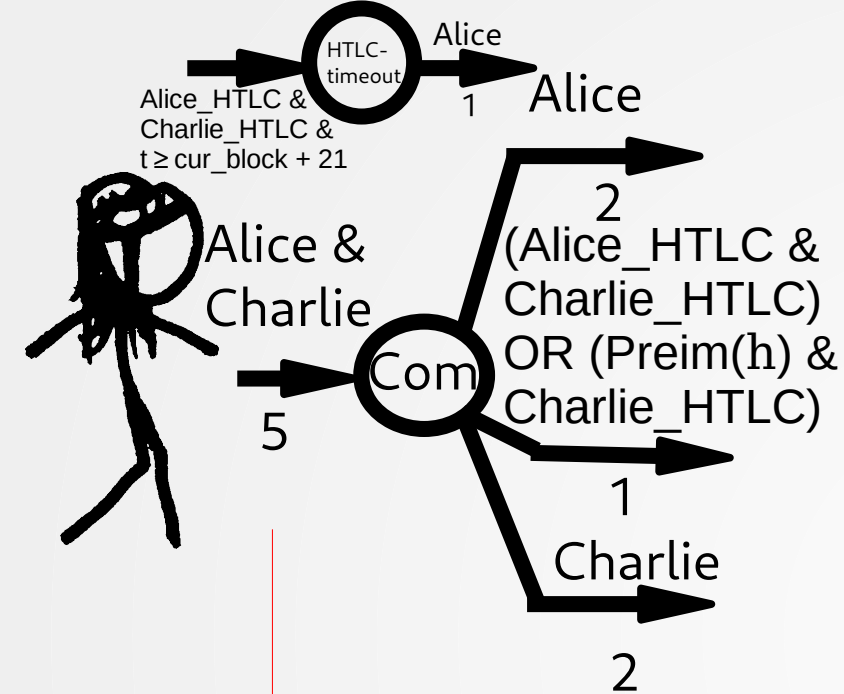 HTLC-
timeout
Alice
1
Alice_HTLC &
Charlie_HTLC &
t ≥ cur_block + 21
Alice
2
Alice &
Charlie
5
Com
(Alice_HTLC &
Charlie_HTLC)
OR (Preim(h) &
Charlie_HTLC)
1
Charlie
2